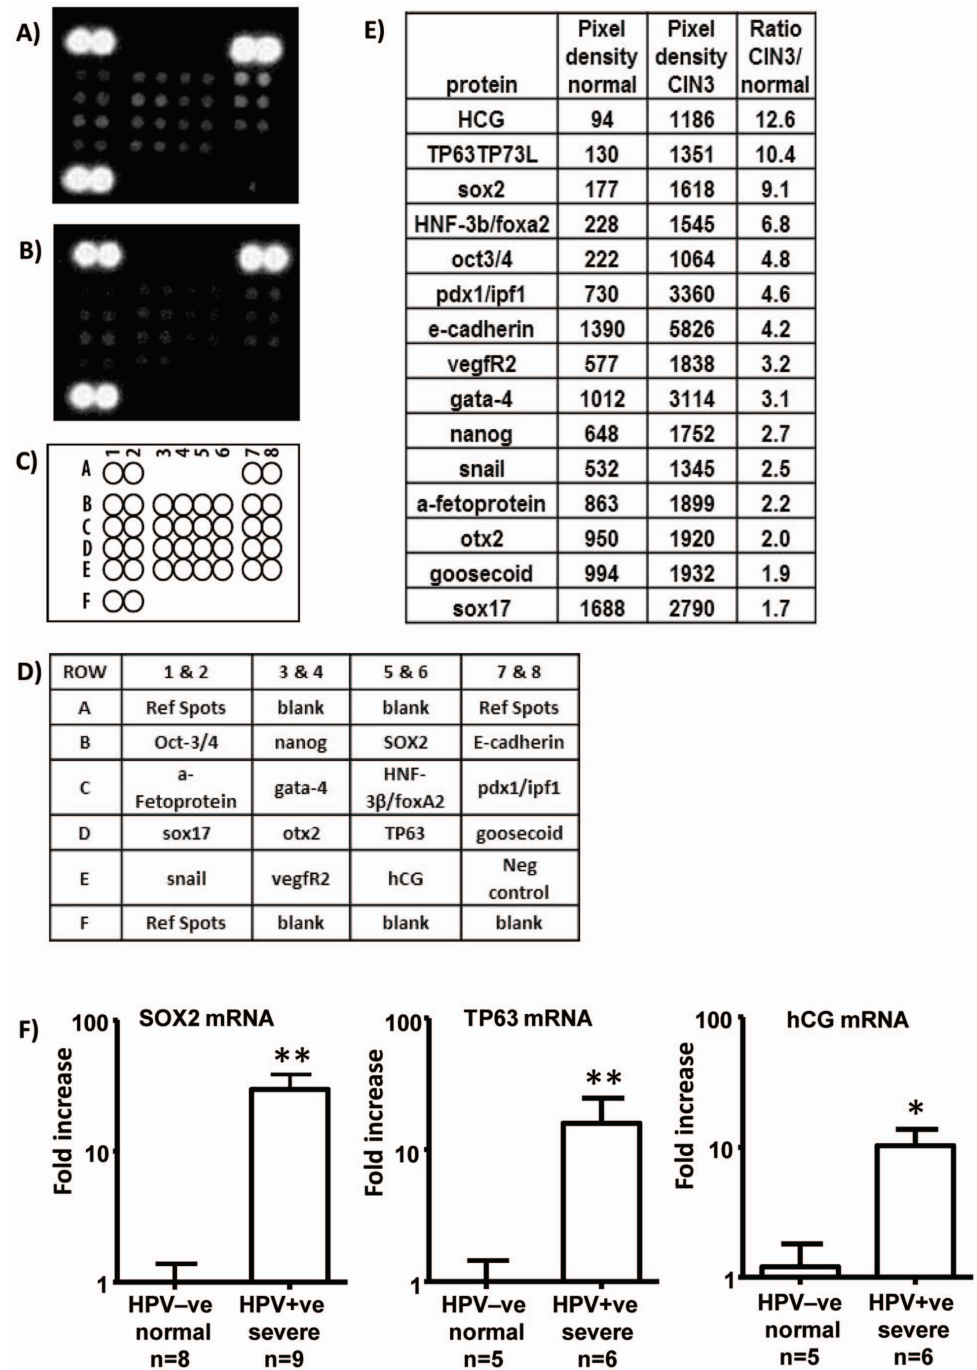 A)
B)
C)
1 2 3 4 5 6 7 8
A
B
C
D
E
F
E)
protein Pixel density normal Pixel density CIN3 Ratio CIN3/ normal
HCG 94 1186 12.6
TP63TP73L 130 1351 10.4
sox2 177 1618 9.1
HNF-3b/foxa2 228 1545 6.8
oct3/4 222 1064 4.8
pdx1/ipf1 730 3360 4.6
e-cadherin 1390 5826 4.2
vegfR2 577 1838 3.2
gata-4 1012 3114 3.1
nanog 648 1752 2.7
snail 532 1345 2.5
a-fetoprotein 863 1899 2.2
otx2 950 1920 2.0
goosecoid 994 1932 1.9
sox17 1688 2790 1.7
D)
ROW 1 & 2 3 & 4 5 & 6 7 & 8
A Ref Spots blank blank Ref Spots
B Oct-3/4 nanog SOX2 E-cadherin
C a-Fetoprotein gata-4 HNF-3β/foxA2 pdx1/ipf1
D sox17 otx2 TP63 goosecoid
E snail vegfR2 hCG Neg control
F Ref Spots blank blank blank
F)
SOX2 mRNA
Fold increase
100
10
1
**
HPV–ve normal n=8
HPV+ve severe n=9
TP63 mRNA
Fold increase
100
10
1
**
HPV–ve normal n=5
HPV+ve severe n=6
hCG mRNA
Fold increase
100
10
1
*
HPV–ve normal n=5
HPV+ve severe n=6